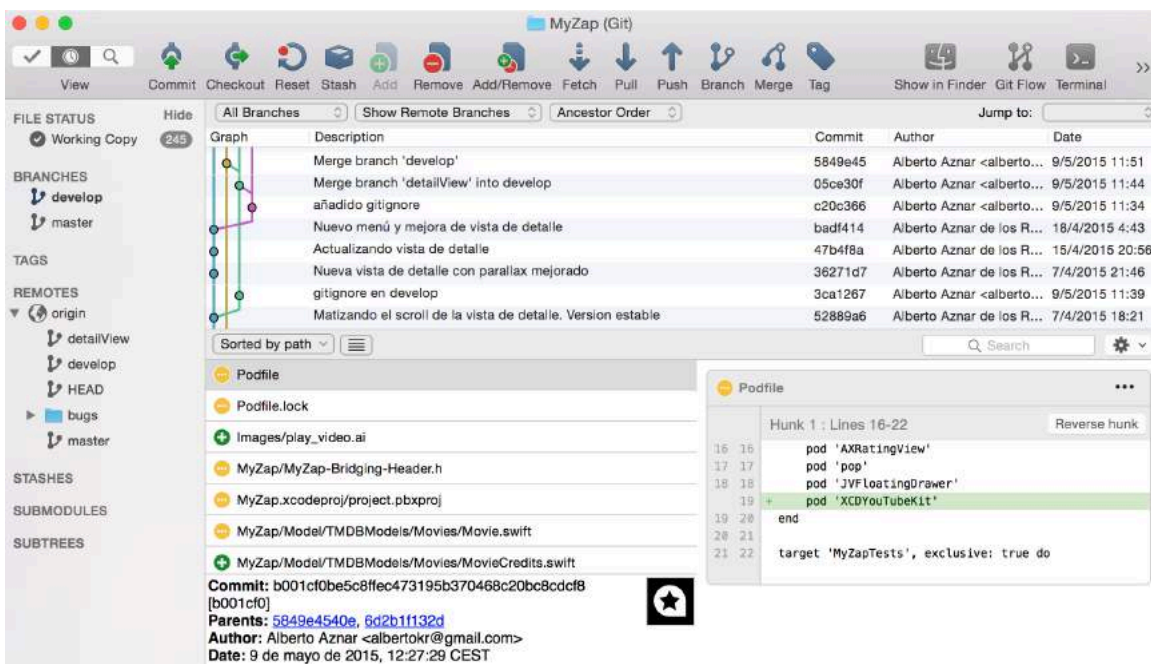 MyZap (Git)
View Commit Checkout Reset Stash Add Remove Add/Remove Fetch Pull Push Branch Merge Tag Show in Finder Git Flow Terminal >>
FILE STATUS Hide
Working Copy 245
BRANCHES
develop
master
TAGS
REMOTES
origin
detailView
develop
HEAD
bugs
master
STASHES
SUBMODULES
SUBTREES
All Branches Show Remote Branches Ancestor Order Jump to:
Graph Description Commit Author Date
Merge branch 'develop' 5849e45 Alberto Aznar <alberto... 9/5/2015 11:51
Merge branch 'detailView' into develop 05ce30f Alberto Aznar <alberto... 9/5/2015 11:44
añadido gitignore c20c366 Alberto Aznar <alberto... 9/5/2015 11:34
Nuevo menú y mejora de vista de detalle badf414 Alberto Aznar de los R... 18/4/2015 4:43
Actualizando vista de detalle 47b4f8a Alberto Aznar de los R... 15/4/2015 20:56
Nueva vista de detalle con parallax mejorado 36271d7 Alberto Aznar de los R... 7/4/2015 21:46
gitignore en develop 3ca1267 Alberto Aznar <alberto... 9/5/2015 11:39
Matizando el scroll de la vista de detalle. Version estable 52889a6 Alberto Aznar de los R... 7/4/2015 18:21
Sorted by path Search
Podfile
Podfile.lock
Images/play_video.ai
MyZap/MyZap-Bridging-Header.h
MyZap.xcodeproj/project.pbxproj
MyZap/Model/TMDBModels/Movies/Movie.swift
MyZap/Model/TMDBModels/Movies/MovieCredits.swift
Commit: b001cf0be5c8ffec473195b370468c20bc8cdcf8
[b001cf0]
Parents: 5849e4540e, 6d2b1f132d
Author: Alberto Aznar <albertokr@gmail.com>
Date: 9 de mayo de 2015, 12:27:29 CEST
Podfile •••
Hunk 1 : Lines 16-22 Reverse hunk
16 16 pod 'AXRatingView'
17 17 pod 'pop'
18 18 pod 'JVFloatingDrawer'
19 + pod 'XCDYouTubeKit'
19 20 end
20 21
21 22 target 'MyZapTests', exclusive: true do